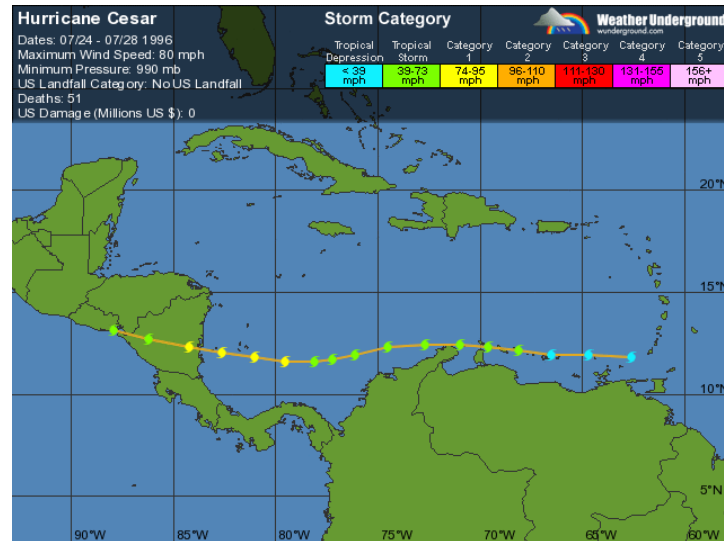 Hurricane Cesar
Dates: 07/24 - 07/28 1996
Maximum Wind Speed: 80 mph
Minimum Pressure: 990 mb
US Landfall Category: No US Landfall
Deaths: 51
US Damage (Millions US $): 0
Storm Category
Weather Underground
wunderground.com
Tropical Depression Tropical Storm Category 1 Category 2 Category 3 Category 4 Category 5
< 39 mph 39-73 mph 74-95 mph 96-110 mph 111-130 mph 131-155 mph 156+ mph
20°N
15°N
10°N
5°N
90°W 85°W 80°W 75°W 70°W 65°W 60°W